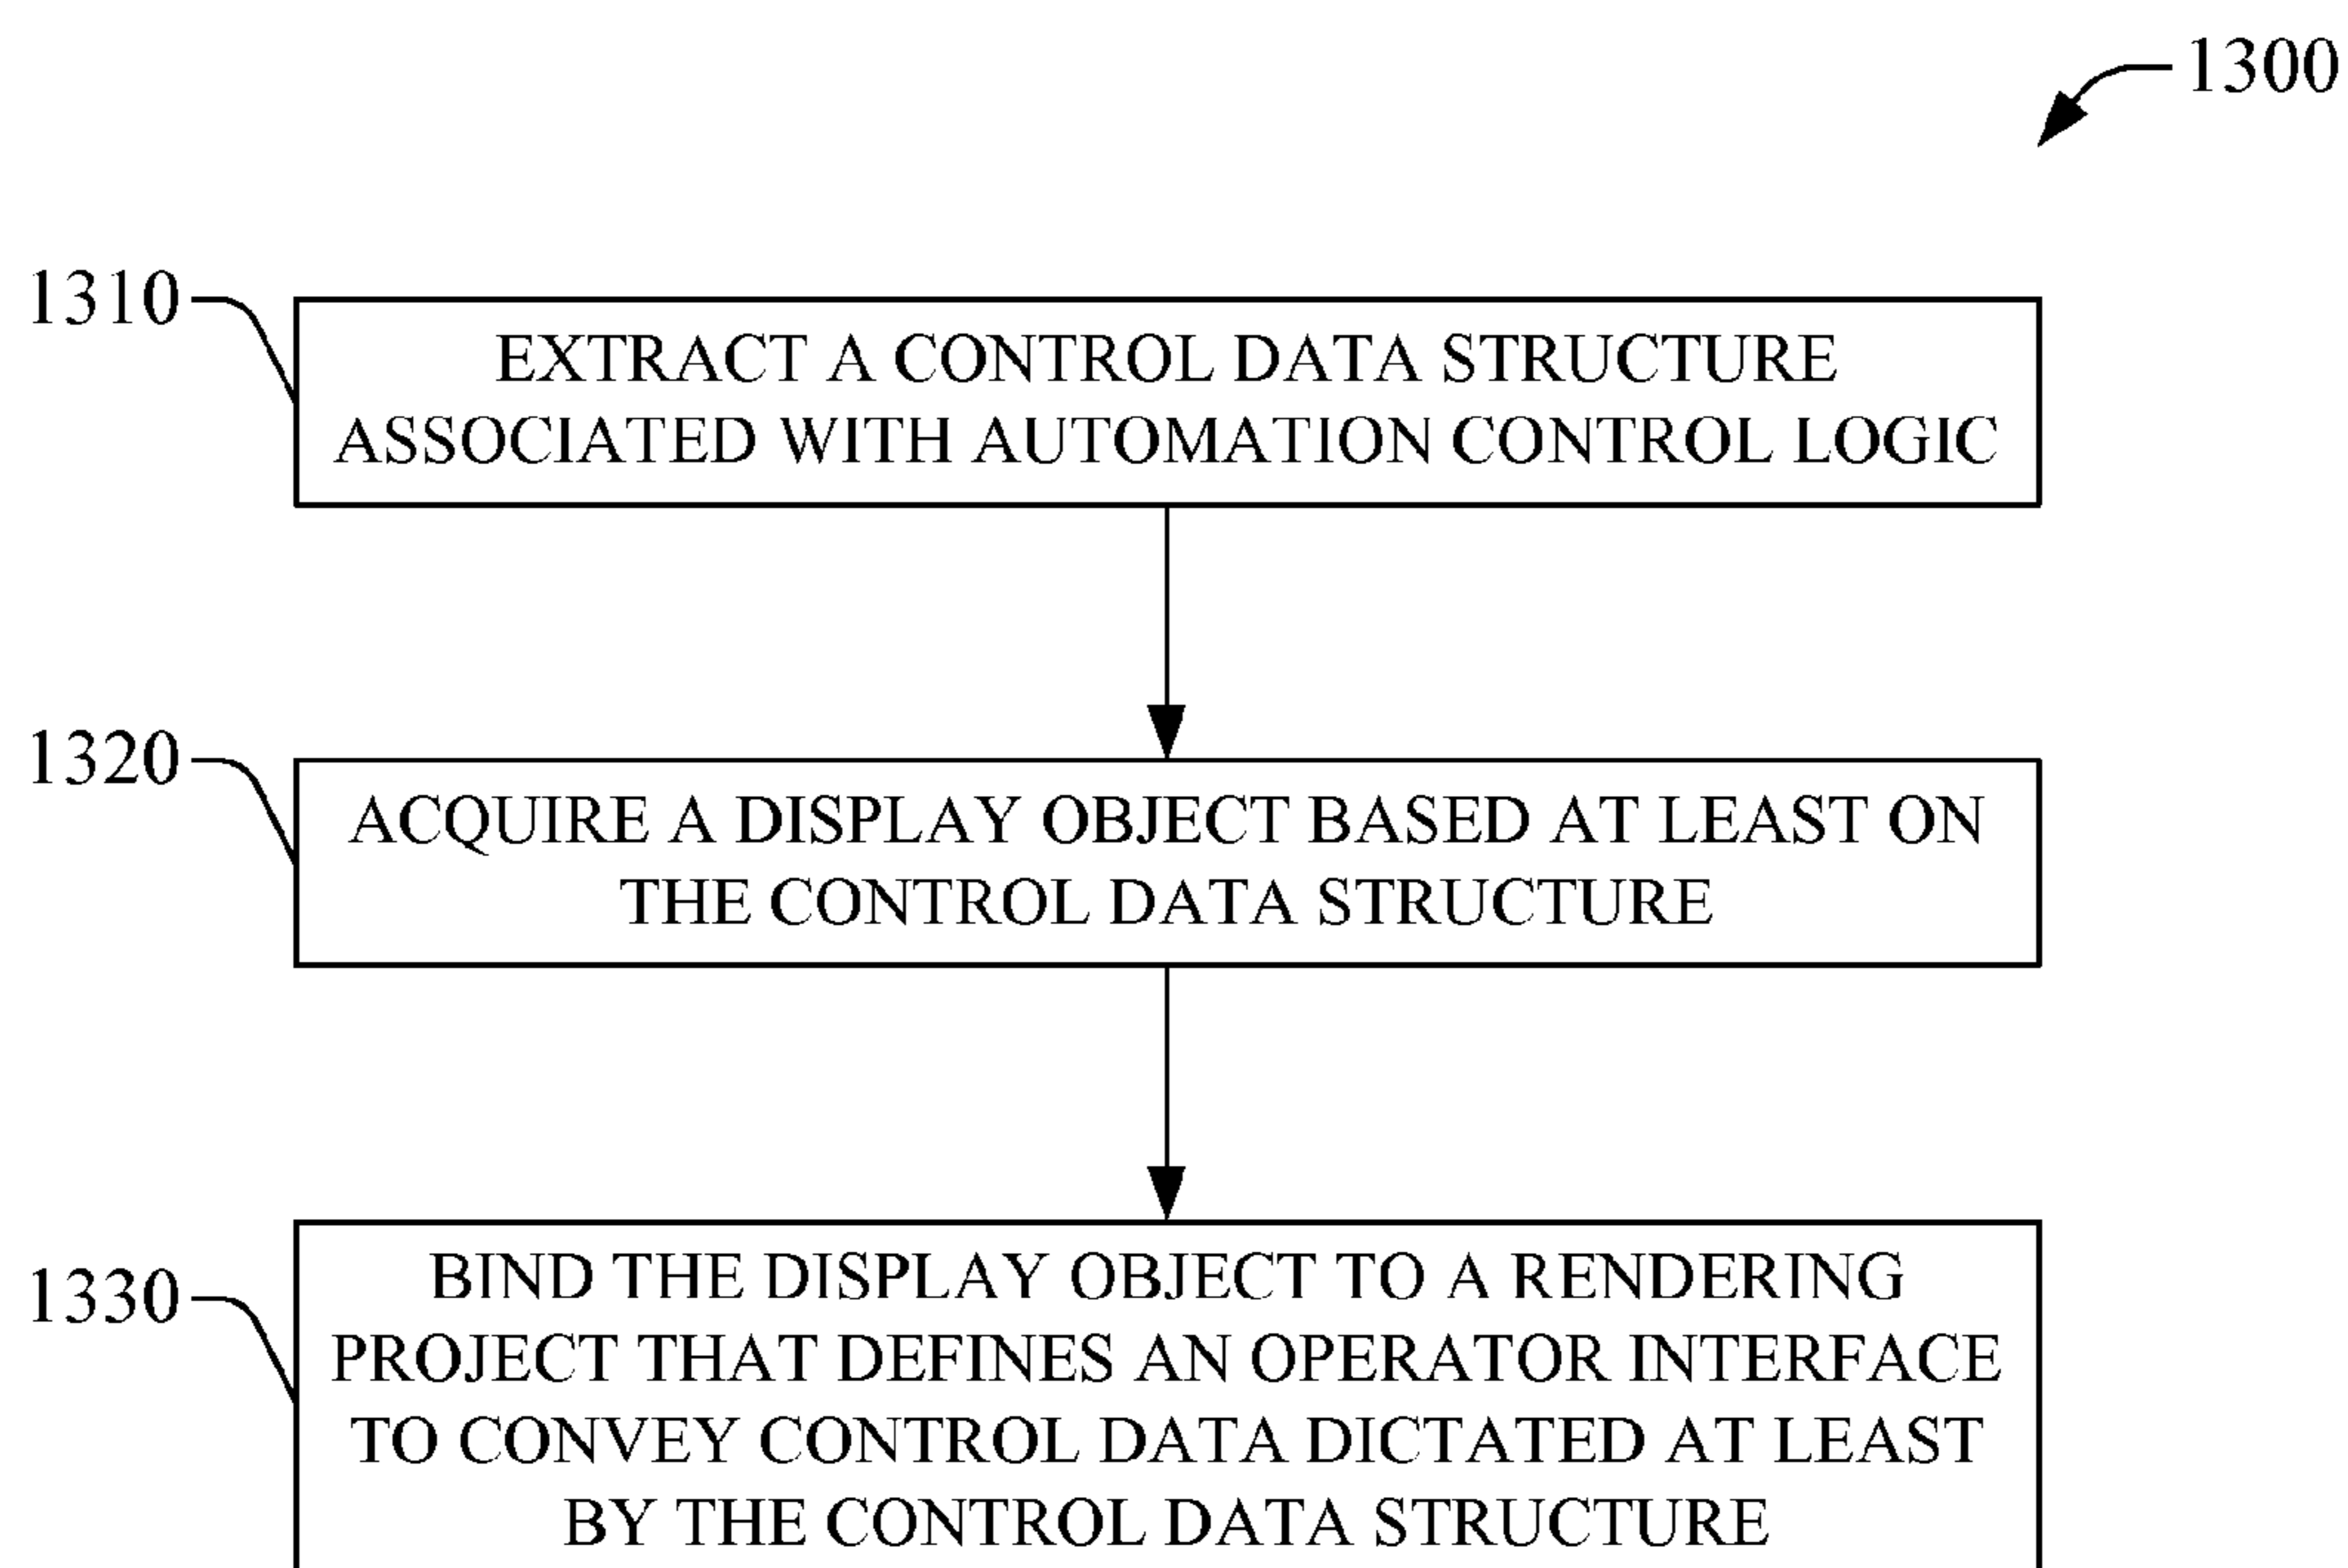 1300
1310
EXTRACT A CONTROL DATA STRUCTURE
ASSOCIATED WITH AUTOMATION CONTROL LOGIC
1320
ACQUIRE A DISPLAY OBJECT BASED AT LEAST ON
THE CONTROL DATA STRUCTURE
1330
BIND THE DISPLAY OBJECT TO A RENDERING
PROJECT THAT DEFINES AN OPERATOR INTERFACE
TO CONVEY CONTROL DATA DICTATED AT LEAST
BY THE CONTROL DATA STRUCTURE